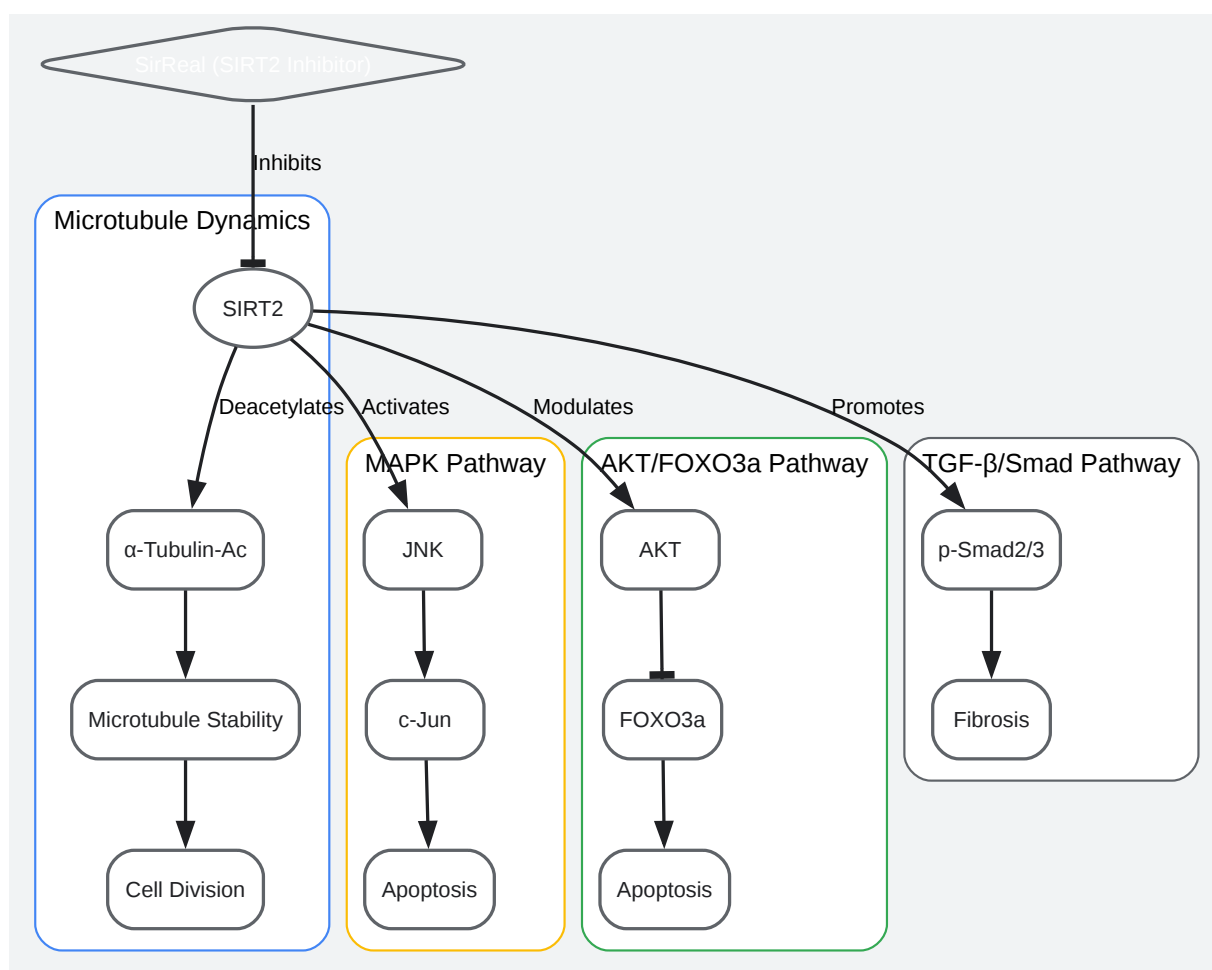 SirReal (SIRT2 Inhibitor)
Inhibits
Microtubule Dynamics
SIRT2
Deacetylates
Activates
Modulates
Promotes
MAPK Pathway
AKT/FOXO3a Pathway
TGF-β/Smad Pathway
α-Tubulin-Ac
JNK
AKT
p-Smad2/3
Microtubule Stability
c-Jun
FOXO3a
Fibrosis
Cell Division
Apoptosis
Apoptosis